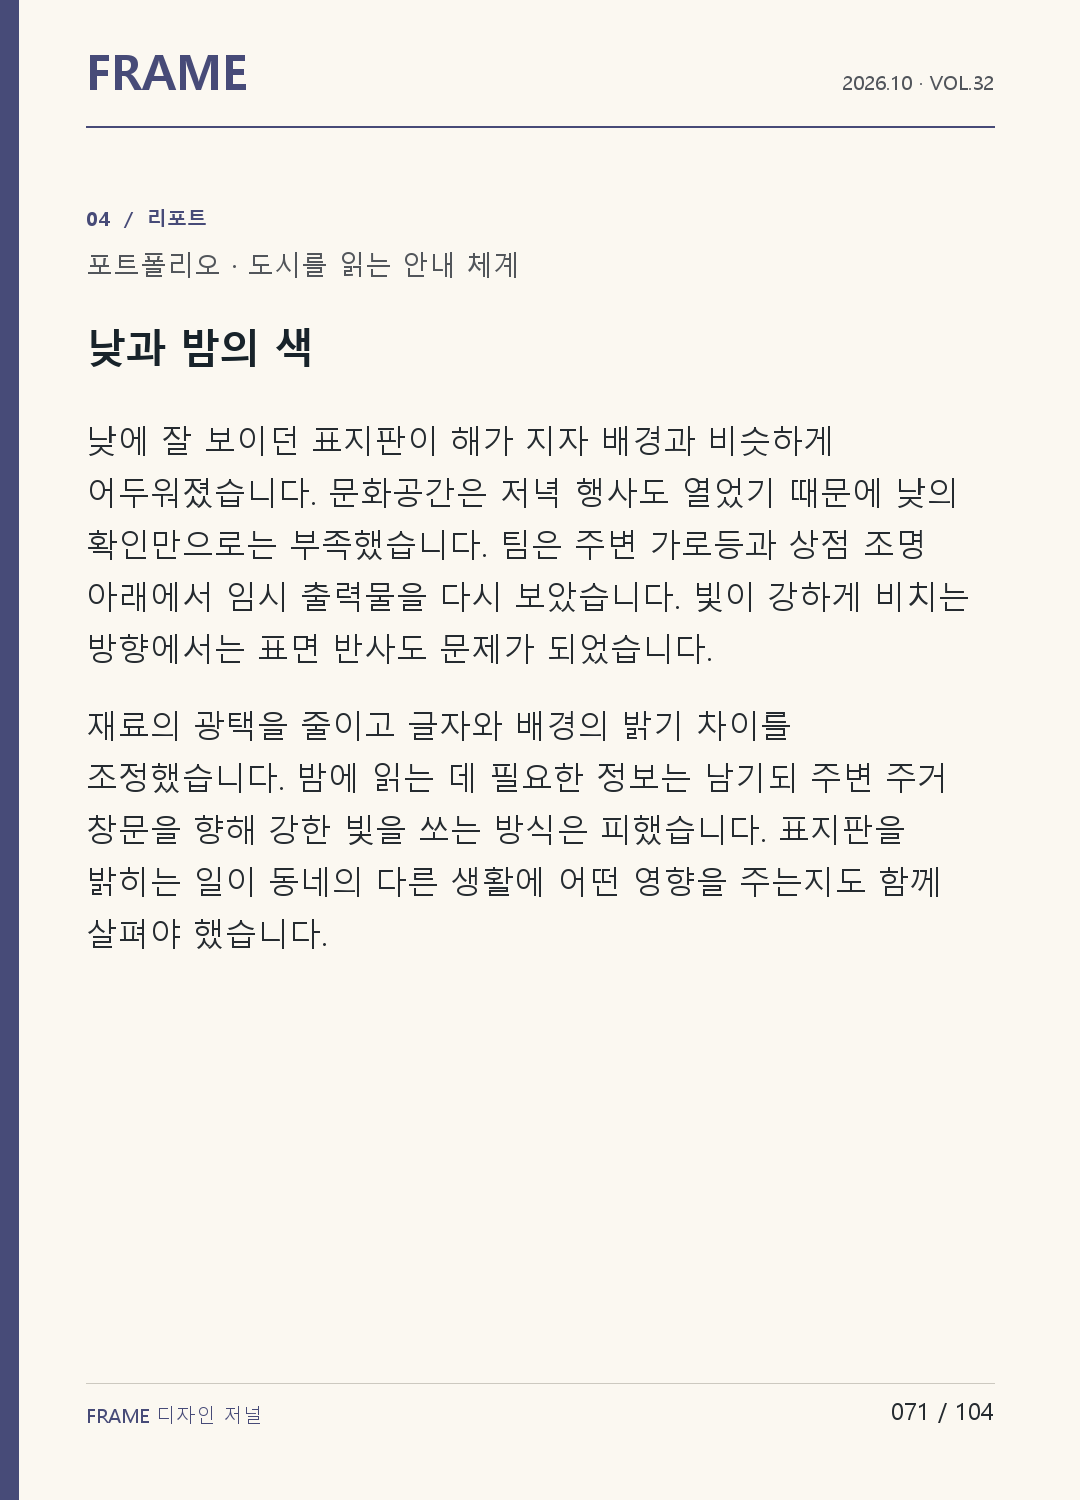 FRAME
2026.10 · VOL.32
04 / 리포트
포트폴리오 · 도시를 읽는 안내 체계
낮과 밤의 색
낮에 잘 보이던 표지판이 해가 지자 배경과 비슷하게
어두워졌습니다. 문화공간은 저녁 행사도 열었기 때문에 낮의
확인만으로는 부족했습니다. 팀은 주변 가로등과 상점 조명
아래에서 임시 출력물을 다시 보았습니다. 빛이 강하게 비치는
방향에서는 표면 반사도 문제가 되었습니다.
재료의 광택을 줄이고 글자와 배경의 밝기 차이를
조정했습니다. 밤에 읽는 데 필요한 정보는 남기되 주변 주거
창문을 향해 강한 빛을 쏘는 방식은 피했습니다. 표지판을
밝히는 일이 동네의 다른 생활에 어떤 영향을 주는지도 함께
살펴야 했습니다.
FRAME 디자인 저널
071 / 104